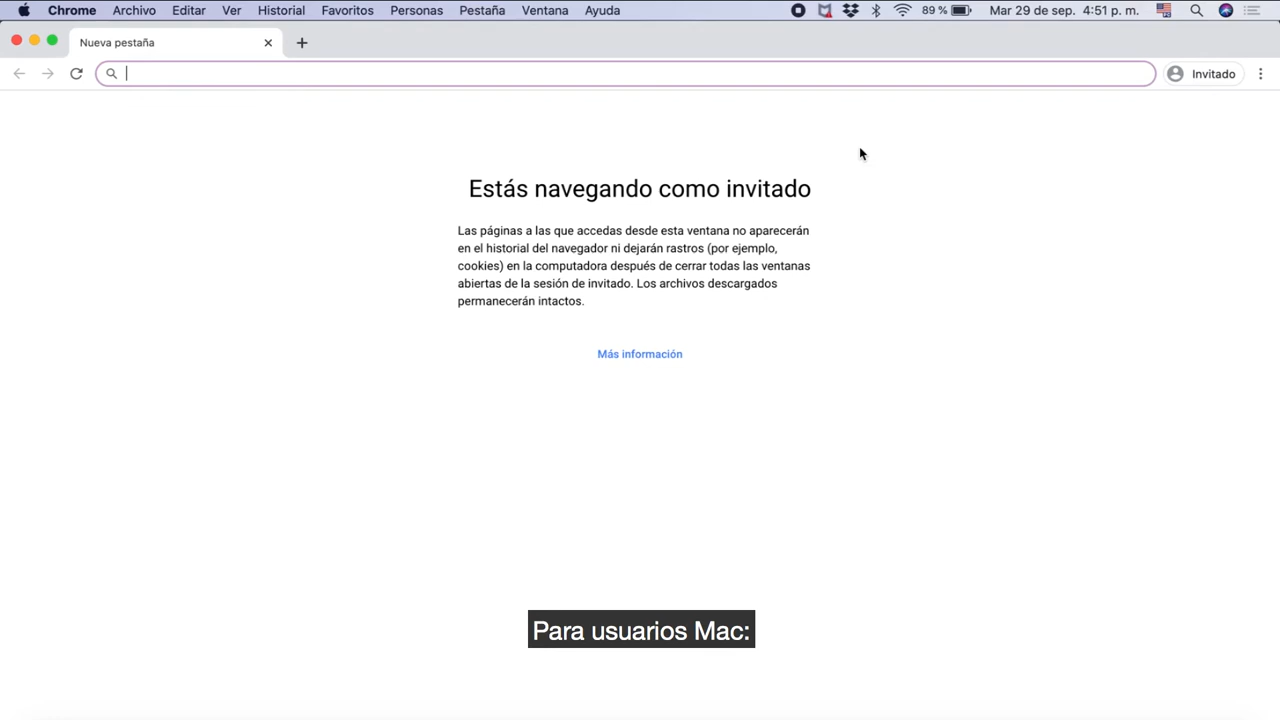 Chrome Archivo Editar Ver Historial Favoritos Personas Pestaña Ventana Ayuda 89 % Mar 29 de sep. 4:51 p. m.
Nueva pestaña
Invitado
Estás navegando como invitado
Las páginas a las que accedas desde esta ventana no aparecerán
en el historial del navegador ni dejarán rastros (por ejemplo,
cookies) en la computadora después de cerrar todas las ventanas
abiertas de la sesión de invitado. Los archivos descargados
permanecerán intactos.
Más información
Para usuarios Mac: